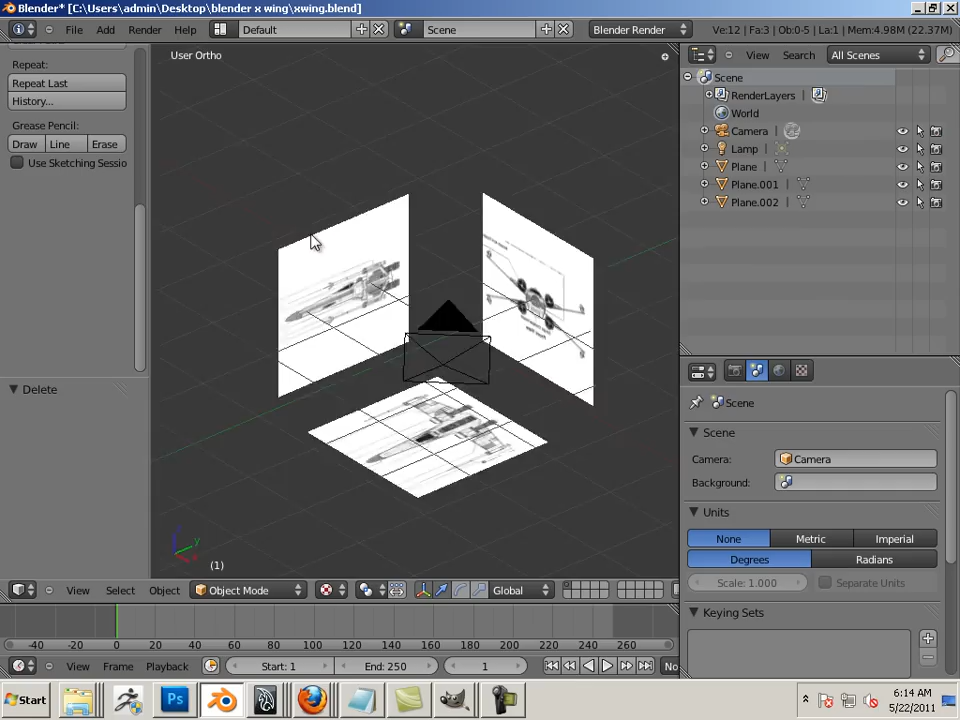 Blender* [C:\Users\admin\Desktop\blender x wing\xwing.blend]
File Add Render Help Default Scene Blender Render Ve:12 | Fa:3 | Ob:0-5 | La:1 | Mem:4.98M (22.37M)
User Ortho
View Search All Scenes
Repeat:
Repeat Last
History...
Grease Pencil:
Draw Line Erase
Use Sketching Sessio
Delete
Scene
RenderLayers
World
Camera
Lamp
Plane
Plane.001
Plane.002
Scene
Scene
Camera: Camera
Background:
Units
None Metric Imperial
Degrees Radians
Scale: 1.000 Separate Units
Keying Sets
z
y
x
(1)
View Select Object Object Mode Global
-40 -20 0 20 40 60 80 100 120 140 160 180 200 220 240 260
View Frame Playback Start: 1 End: 250 1 No
Start Ps 6:14 AM
5/22/2011